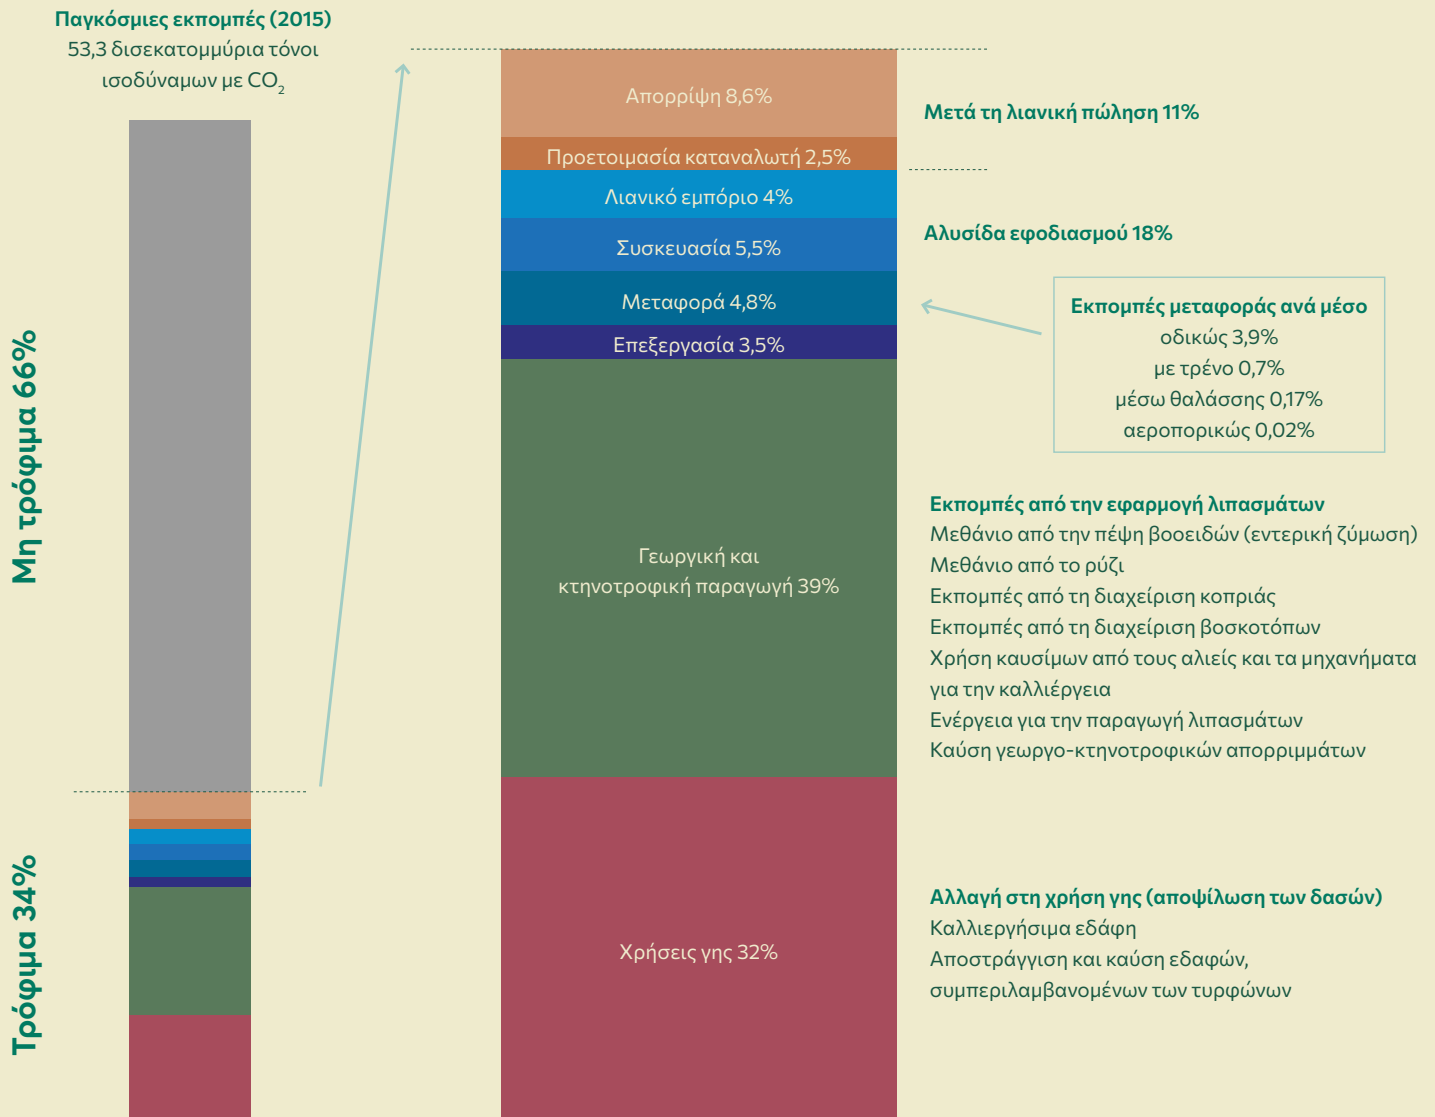 Παγκόσμιες εκπομπές (2015)
53,3 δισεκατομμύρια τόνοι
ισοδύναμων με CO₂
Μη τρόφιμα 66%
Τρόφιμα 34%
Απορρίψη 8,6%
Προετοιμασία καταναλωτή 2,5%
Λιανικό εμπόριο 4%
Συσκευασία 5,5%
Μεταφορά 4,8%
Επεξεργασία 3,5%
Γεωργική και
κτηνοτροφική παραγωγή 39%
Χρήσεις γης 32%
Μετά τη λιανική πώληση 11%
Αλυσίδα εφοδιασμού 18%
Εκπομπές μεταφοράς ανά μέσο
οδικώς 3,9%
με τρένο 0,7%
μέσω θαλάσσης 0,17%
αεροπορικώς 0,02%
Εκπομπές από την εφαρμογή λιπασμάτων
Μεθάνιο από την πέψη βοοειδών (εντερική ζύμωση)
Μεθάνιο από το ρύζι
Εκπομπές από τη διαχείριση κοπριάς
Εκπομπές από τη διαχείριση βοσκοτόπων
Χρήση καυσίμων από τους αλιείς και τα μηχανήματα
για την καλλιέργεια
Ενέργεια για την παραγωγή λιπασμάτων
Καύση γεωργο-κτηνοτροφικών απορριμμάτων
Αλλαγή στη χρήση γης (αποψίλωση των δασών)
Καλλιεργήσιμα εδάφη
Αποστράγγιση και καύση εδαφών,
συμπεριλαμβανομένων των τυρφώνων